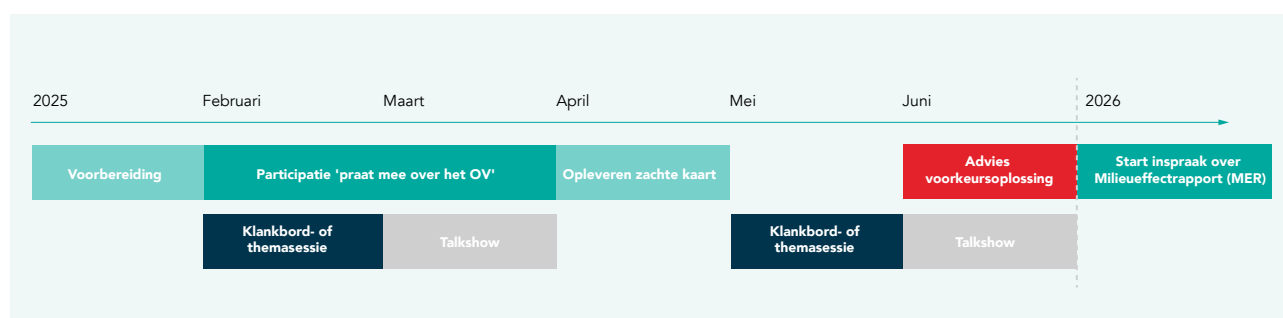 2025
Februari
Maart
April
Mei
Juni
2026
Voorbereiding
Participatie 'praat mee over het OV'
Opleveren zachte kaart
Advies
voorkeursoplossing
Start inspraak over
Milieueffectrapport (MER)
Klankbord- of
themasessie
Talkshow
Klankbord- of
themasessie
Talkshow